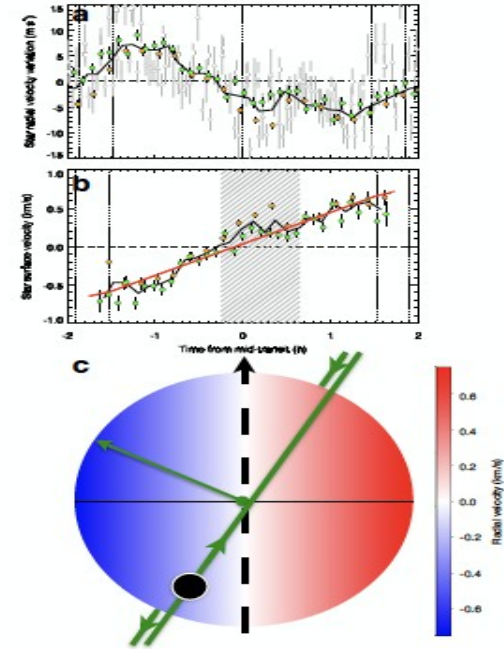 a
15
10
5
0
-5
-10
-15
Star radial velocity variation (m s
b
1.0
0.5
0.0
-0.5
-1.0
Star surface velocity (km/s)
-2 -1 0 1 2
Time from mid-transit (h)
c
0.6
0.4
0.2
0.0
-0.2
-0.4
-0.6
Radial velocity (km/s)